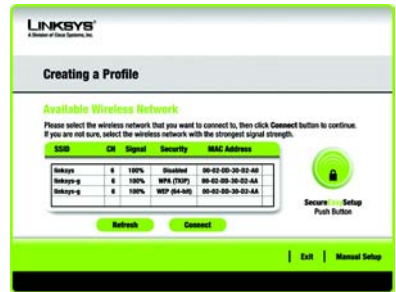 LINKSYS®
A Division of Cisco Systems, Inc.
Creating a Profile
Available Wireless Network
Please select the wireless network that you want to connect to, then click Connect button to continue.
If you are not sure, select the wireless network with the strongest signal strength.
SSID CH Signal Security MAC Address
linksys 6 100% Disabled 00-02-DD-30-D2-A0
linksys-g 6 100% WPA (TKIP) 00-02-DD-30-D2-AA
linksys-g 6 100% WEP (64-bit) 00-02-DD-30-D2-AA
SecureEasySetup
Push Button
Refresh Connect
Exit Manual Setup